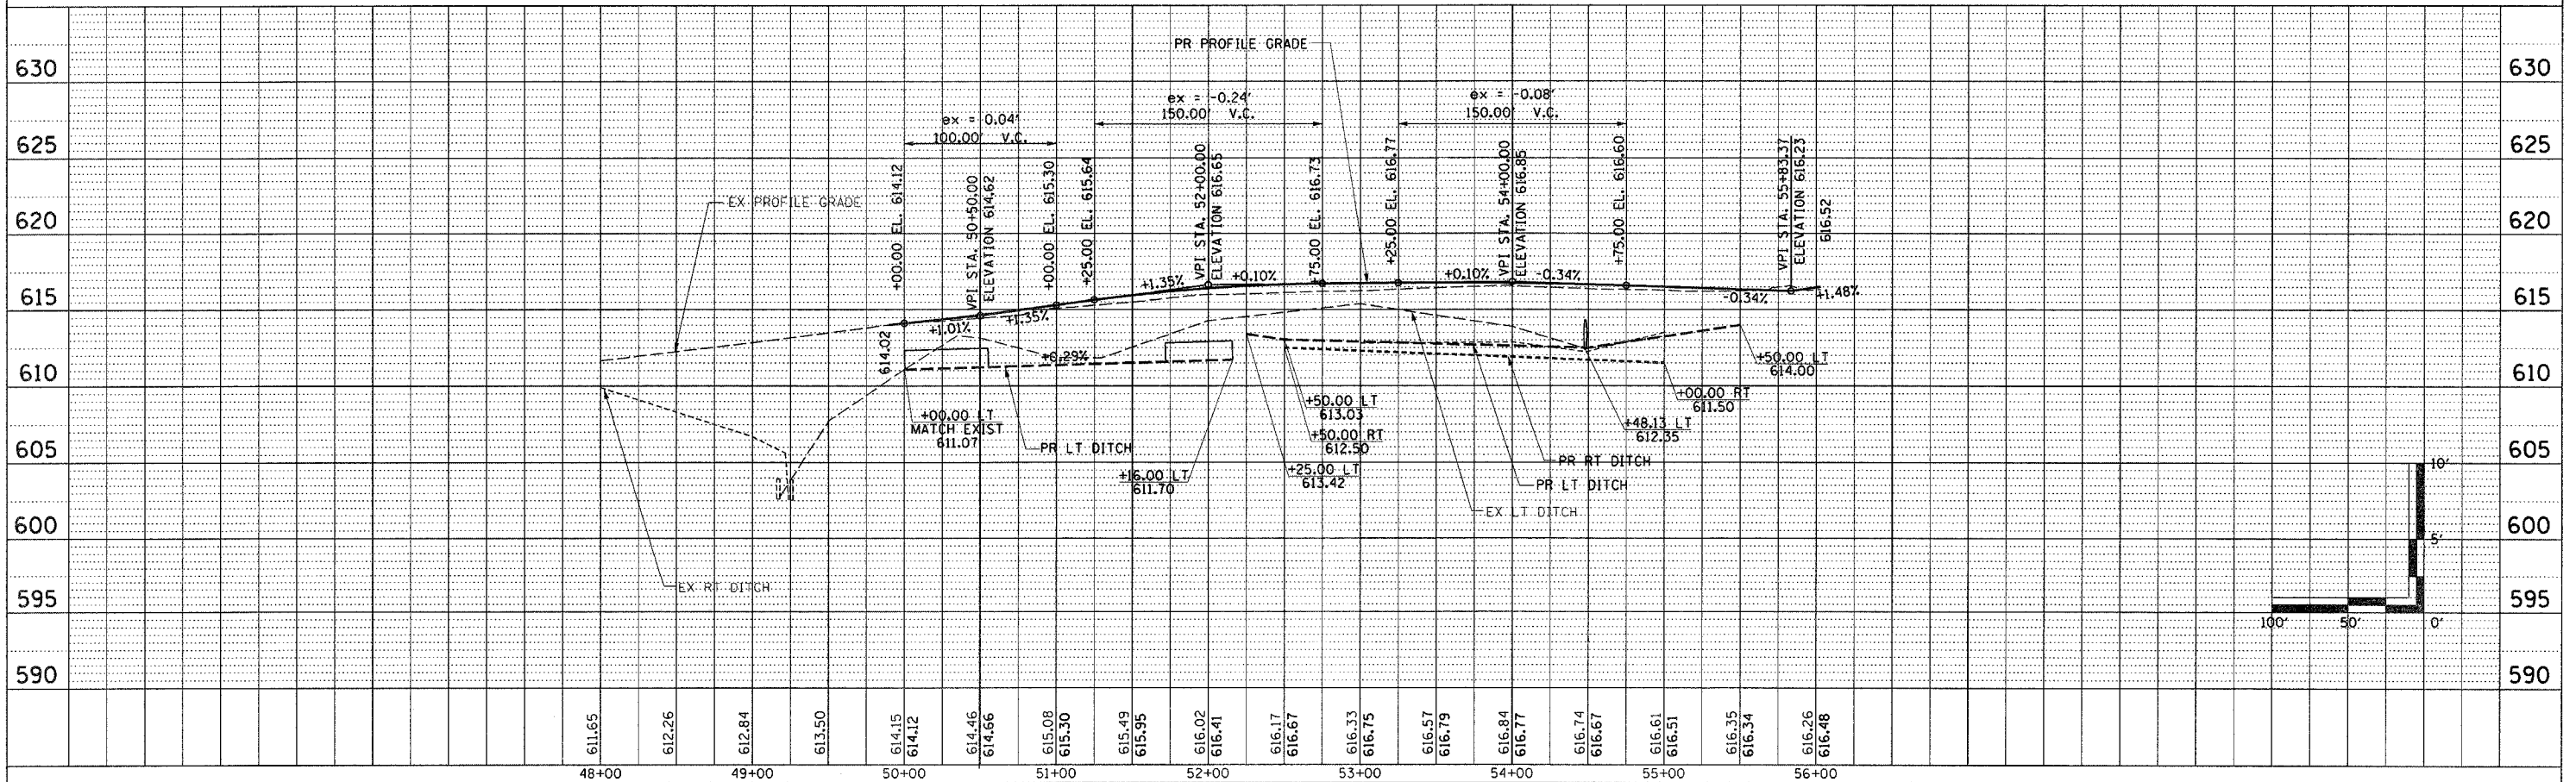 630
625
620
615
610
605
600
595
590
630
625
620
615
610
605
600
595
590
PR PROFILE GRADE
EX PROFILE GRADE
ex = 0.04'
100.00' V.C.
ex = -0.24'
150.00' V.C.
ex = -0.08'
150.00' V.C.
+00.00 EL. 614.12
VPI STA. 50+50.00
ELEVATION 614.62
+00.00 EL. 615.30
+25.00 EL. 615.64
VPI STA. 52+00.00
ELEVATION 616.65
+75.00 EL. 616.73
+25.00 EL. 616.77
VPI STA. 54+00.00
ELEVATION 616.85
+75.00 EL. 616.60
VPI STA. 55+83.37
ELEVATION 616.23
616.52
+1.01%
+1.35%
+1.35%
+0.10%
+0.10%
-0.34%
-0.34%
+1.48%
614.02
+0.29%
+00.00 LT
MATCH EXIST
611.07
PR LT DITCH
+16.00 LT
611.70
+50.00 LT
613.03
+50.00 RT
612.50
+25.00 LT
613.42
EX LT DITCH
PR LT DITCH
PR RT DITCH
+48.13 LT
612.35
+00.00 RT
611.50
+50.00 LT
614.00
EX RT DITCH
10'
5'
0'
100'
50'
611.65
612.26
612.84
613.50
614.15
614.12
614.46
614.66
615.08
615.30
615.49
615.95
616.02
616.41
616.17
616.67
616.33
616.75
616.57
616.79
616.84
616.77
616.74
616.67
616.61
616.51
616.35
616.34
616.26
616.48
48+00
49+00
50+00
51+00
52+00
53+00
54+00
55+00
56+00